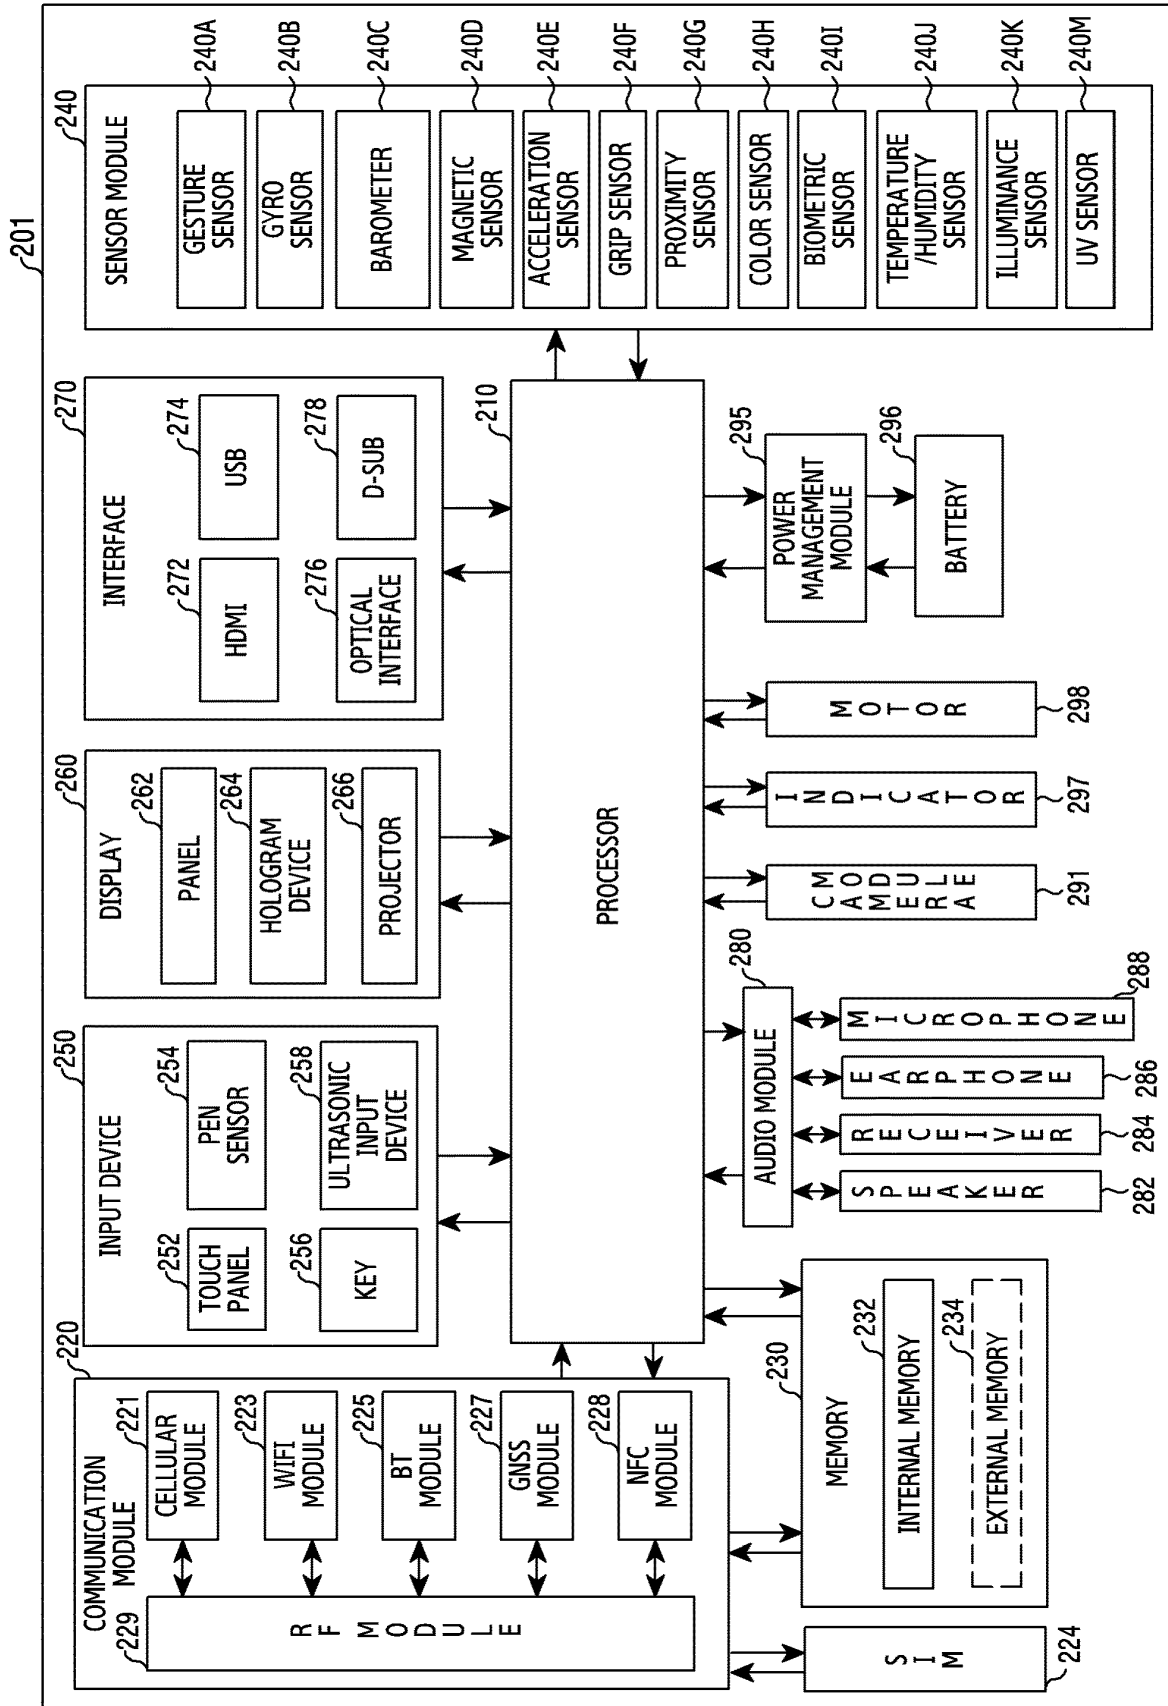 201
COMMUNICATION
MODULE
220
229
RF MODULE
221
CELLULAR
MODULE
223
WIFI
MODULE
225
BT
MODULE
227
GNSS
MODULE
228
NFC
MODULE
SIM
224
INPUT DEVICE
250
252
TOUCH
PANEL
254
PEN
SENSOR
256
KEY
258
ULTRASONIC
INPUT
DEVICE
DISPLAY
260
262
PANEL
264
HOLOGRAM
DEVICE
266
PROJECTOR
INTERFACE
270
272
HDMI
274
USB
276
OPTICAL
INTERFACE
278
D-SUB
SENSOR MODULE
240
GESTURE
SENSOR
240A
GYRO
SENSOR
240B
BAROMETER
240C
MAGNETIC
SENSOR
240D
ACCELERATION
SENSOR
240E
GRIP SENSOR
240F
PROXIMITY
SENSOR
240G
COLOR SENSOR
240H
BIOMETRIC
SENSOR
240I
TEMPERATURE
/HUMIDITY
SENSOR
240J
ILLUMINANCE
SENSOR
240K
UV SENSOR
240M
PROCESSOR
210
MEMORY
230
232
INTERNAL MEMORY
234
EXTERNAL MEMORY
AUDIO MODULE
280
SPEAKER
282
RECEIVER
284
EARPHONE
286
MICROPHONE
288
CAMERA
MODULE
291
INDICATOR
297
MOTOR
298
POWER
MANAGEMENT
MODULE
295
BATTERY
296